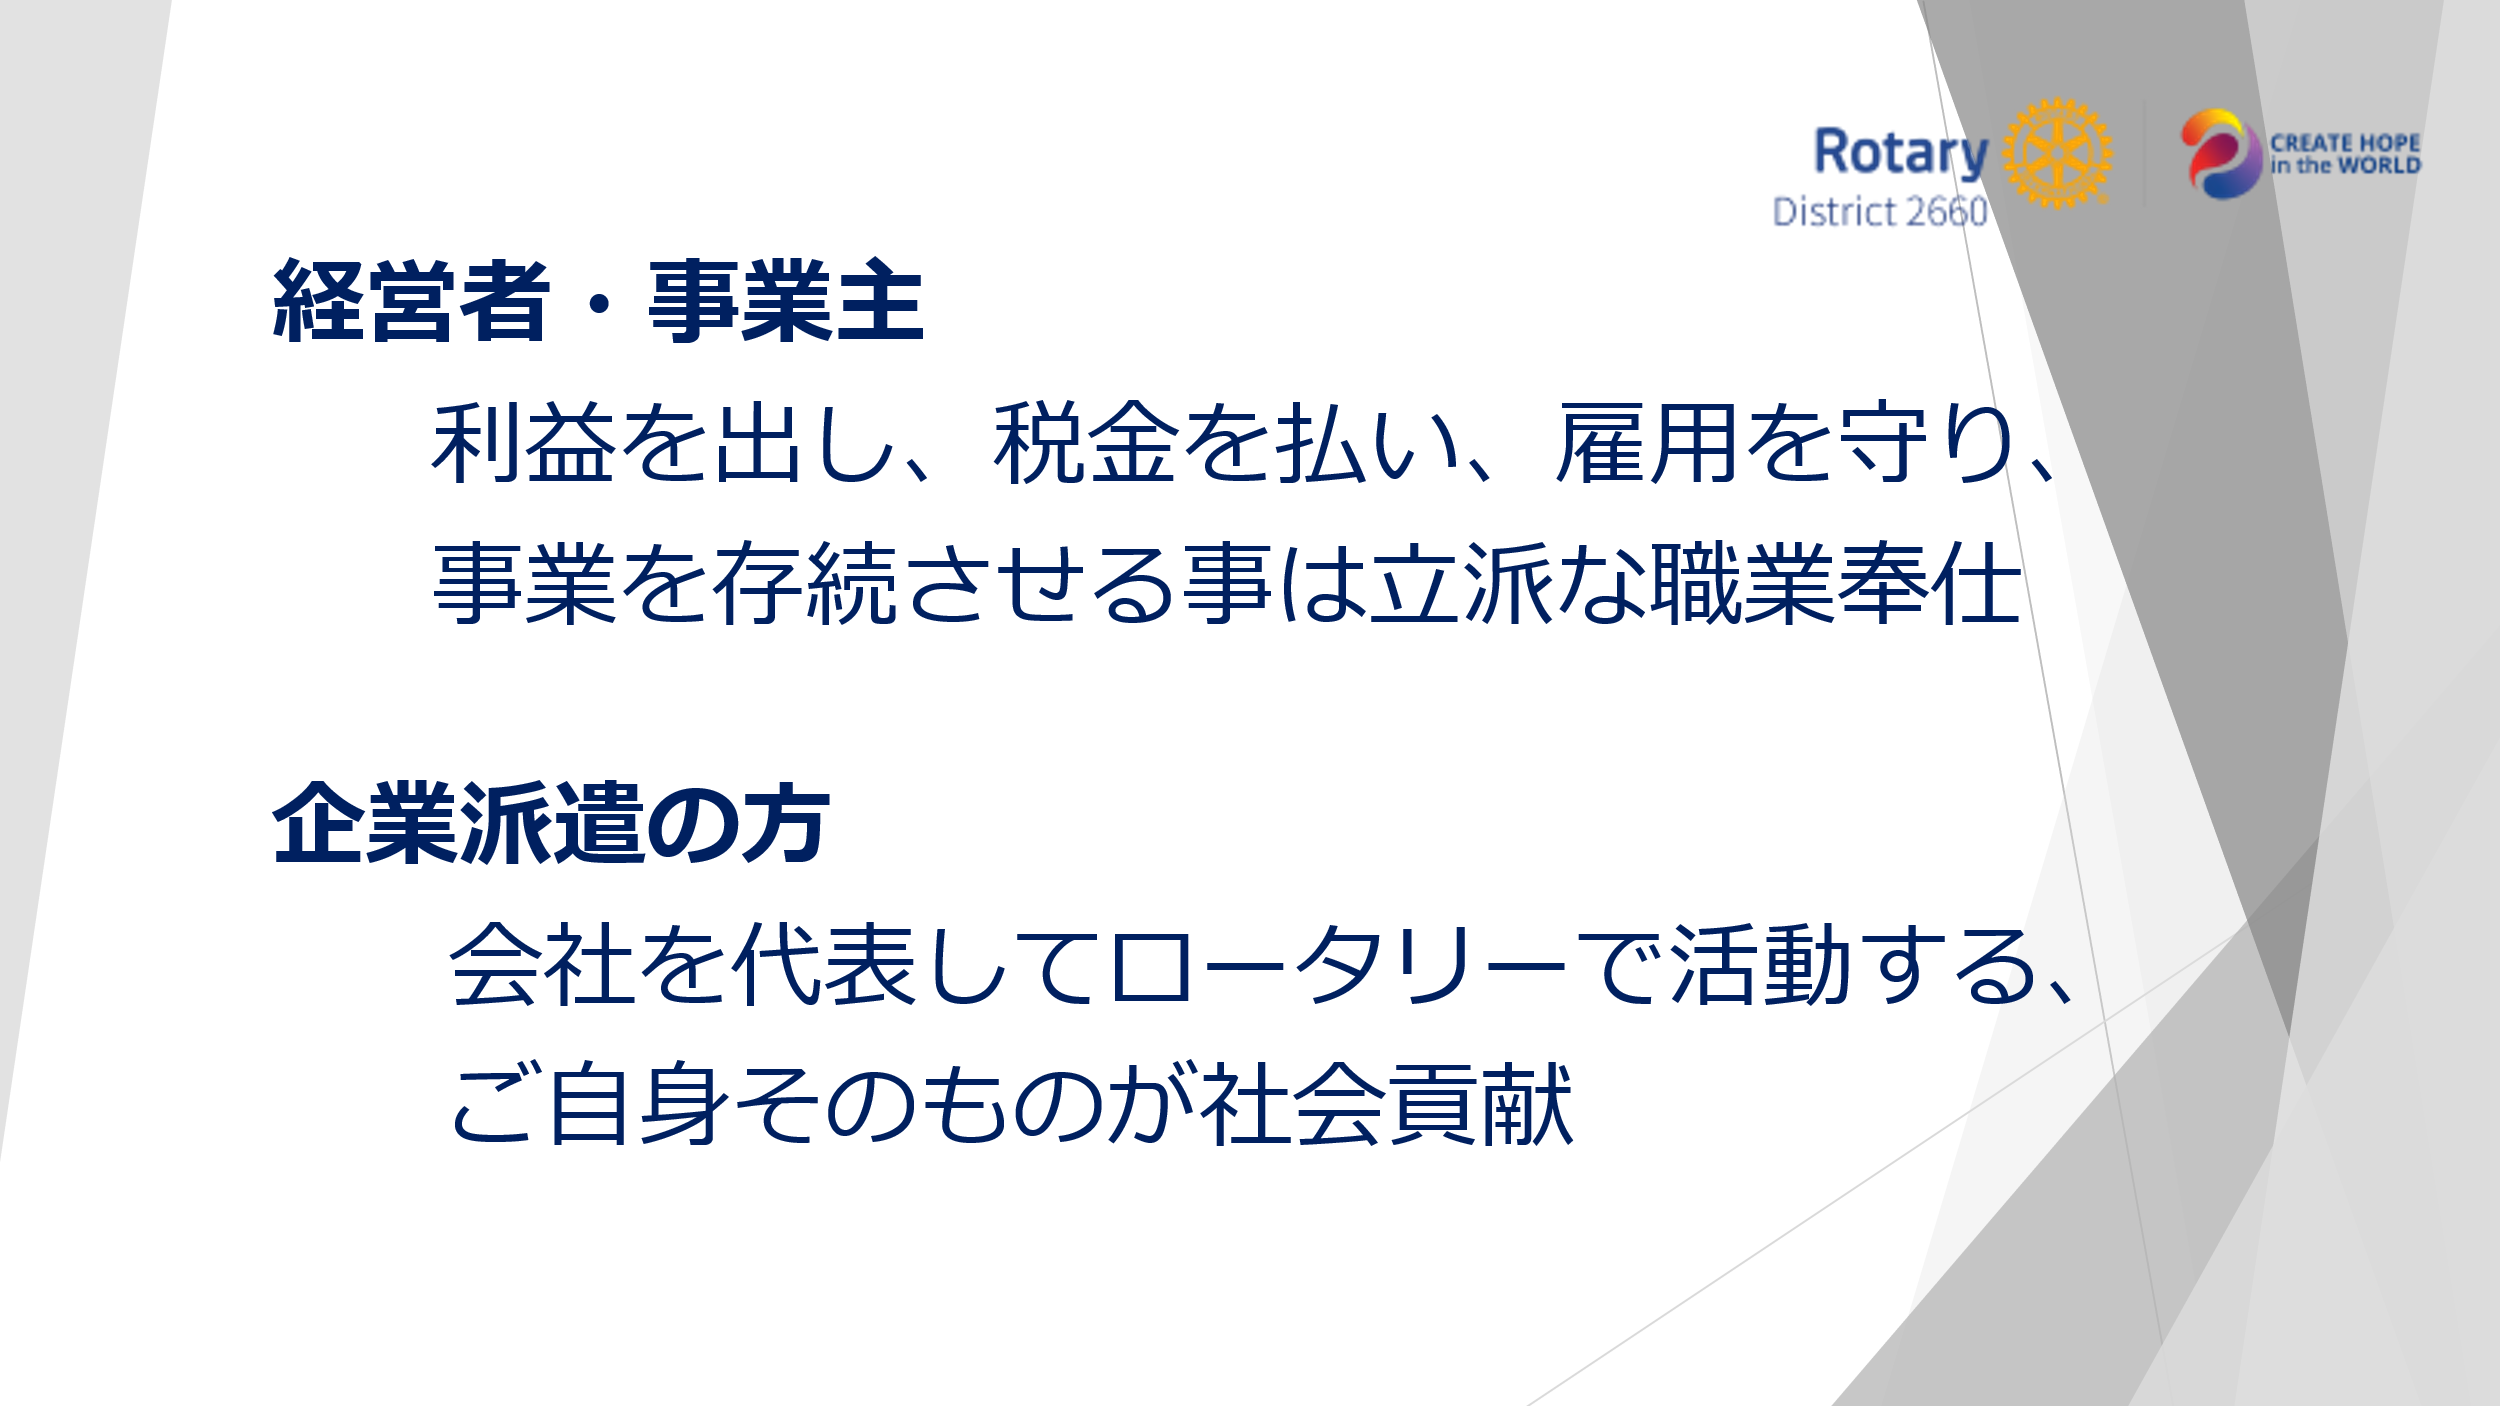 Rotary
District 2660
CREATE HOPE
in the WORLD
経営者・事業主
利益を出し、税金を払い、雇用を守り、
事業を存続させる事は立派な職業奉仕
企業派遣の方
会社を代表してロータリーで活動する、
ご自身そのものが社会貢献